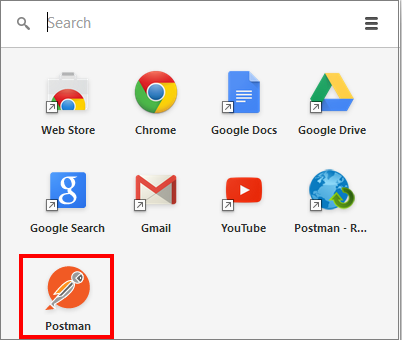 Search
Web Store
Chrome
Google Docs
Google Drive
Google Search
Gmail
YouTube
Postman - R...
Postman